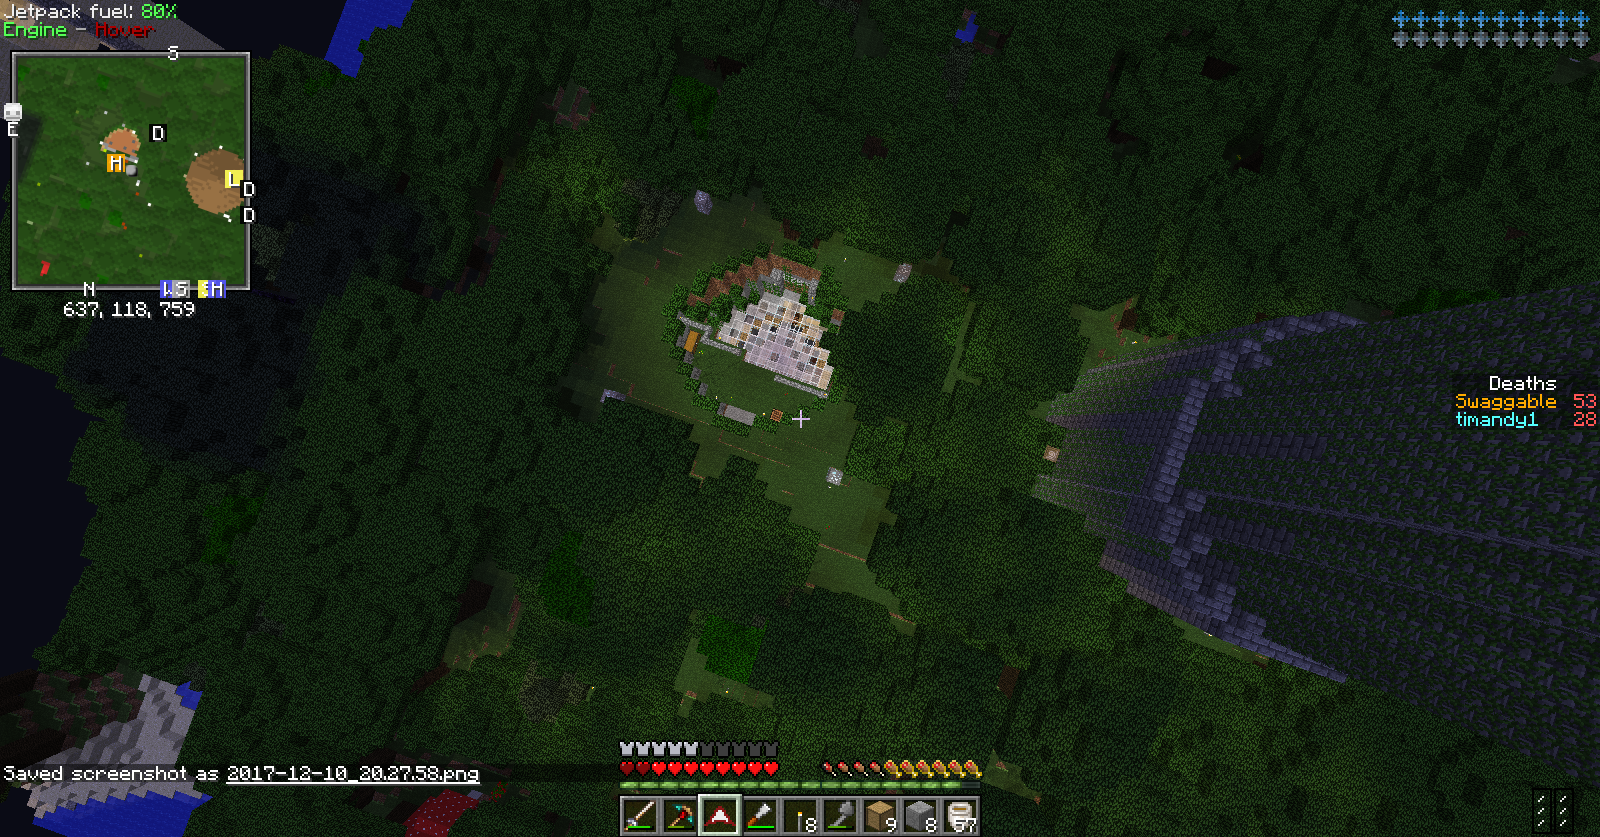 Jetpack fuel: 80%
Engine - Hover
S
E
D
H
L
D
D
N
S
H
637, 118, 759
Deaths
Swaggable 53
timandy1 28
Saved screenshot as 2017-12-10_20.27.58.png
8
9
8
57